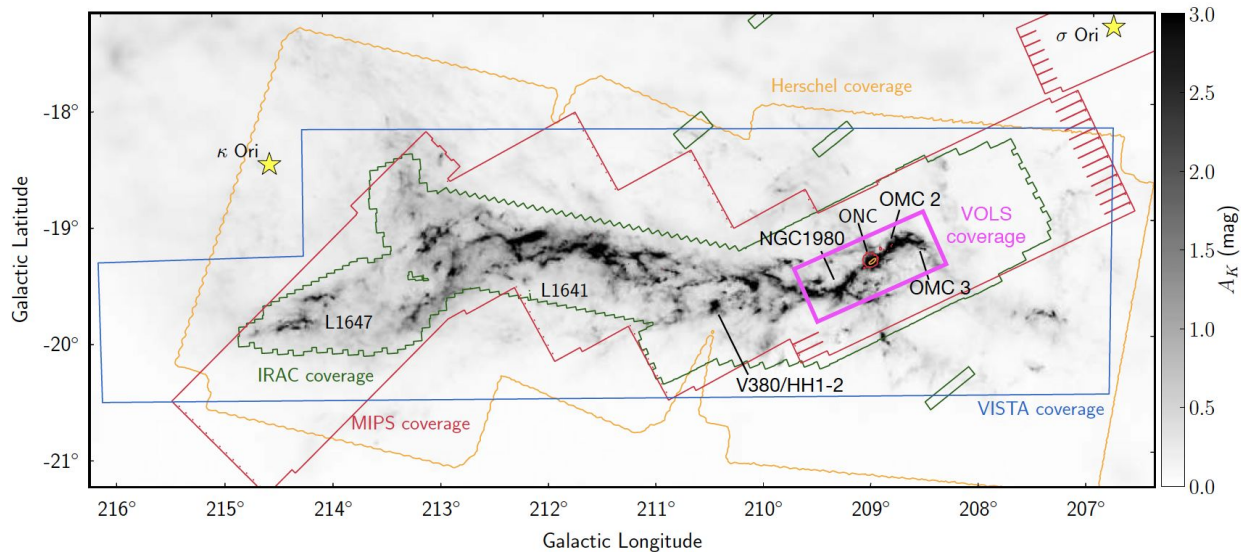 σ Ori
3.0
Herschel coverage
-18°
2.5
κ Ori
OMC 2
ONC
VOLS
coverage
-19°
NGC1980
2.0
Galactic Latitude
A_K (mag)
1.5
OMC 3
L1641
L1647
-20°
1.0
IRAC coverage
V380/HH1-2
VISTA coverage
MIPS coverage
0.5
-21°
0.0
216°
215°
214°
213°
212°
211°
210°
209°
208°
207°
Galactic Longitude